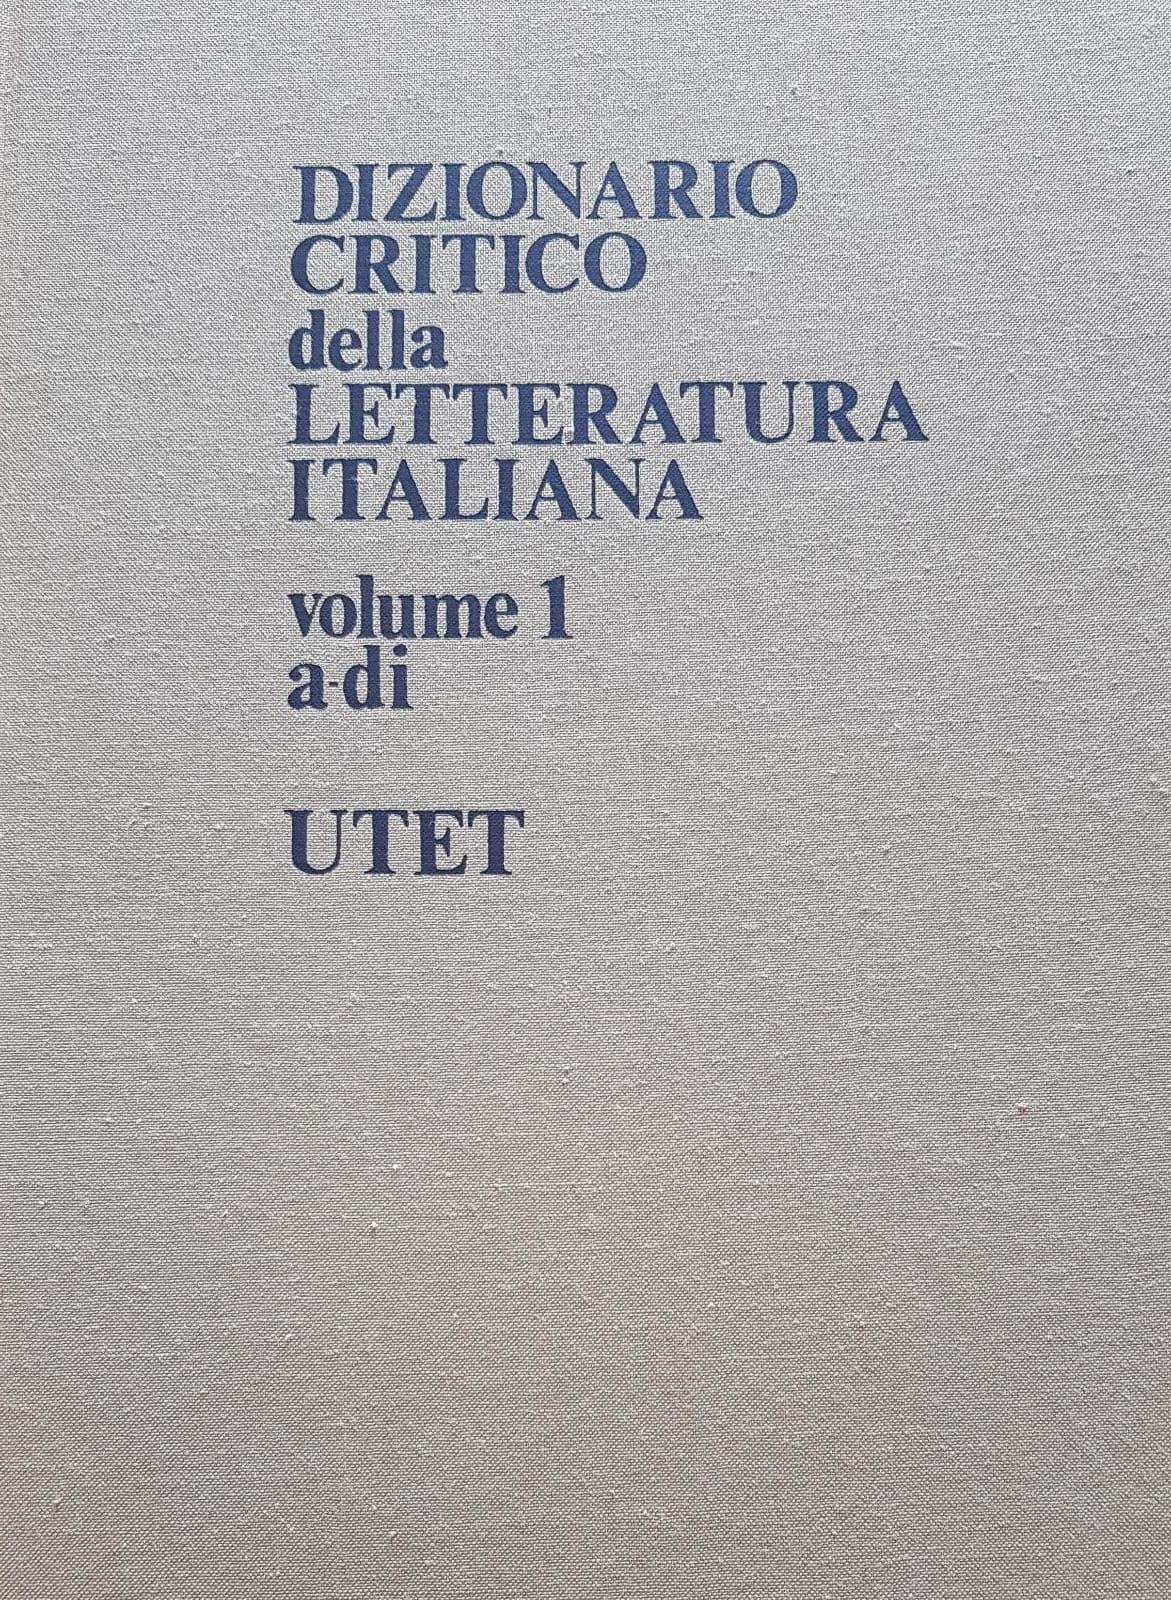 DIZIONARIO
CRITICO
della
LETTERATURA
ITALIANA
volume 1
a-di
UTET